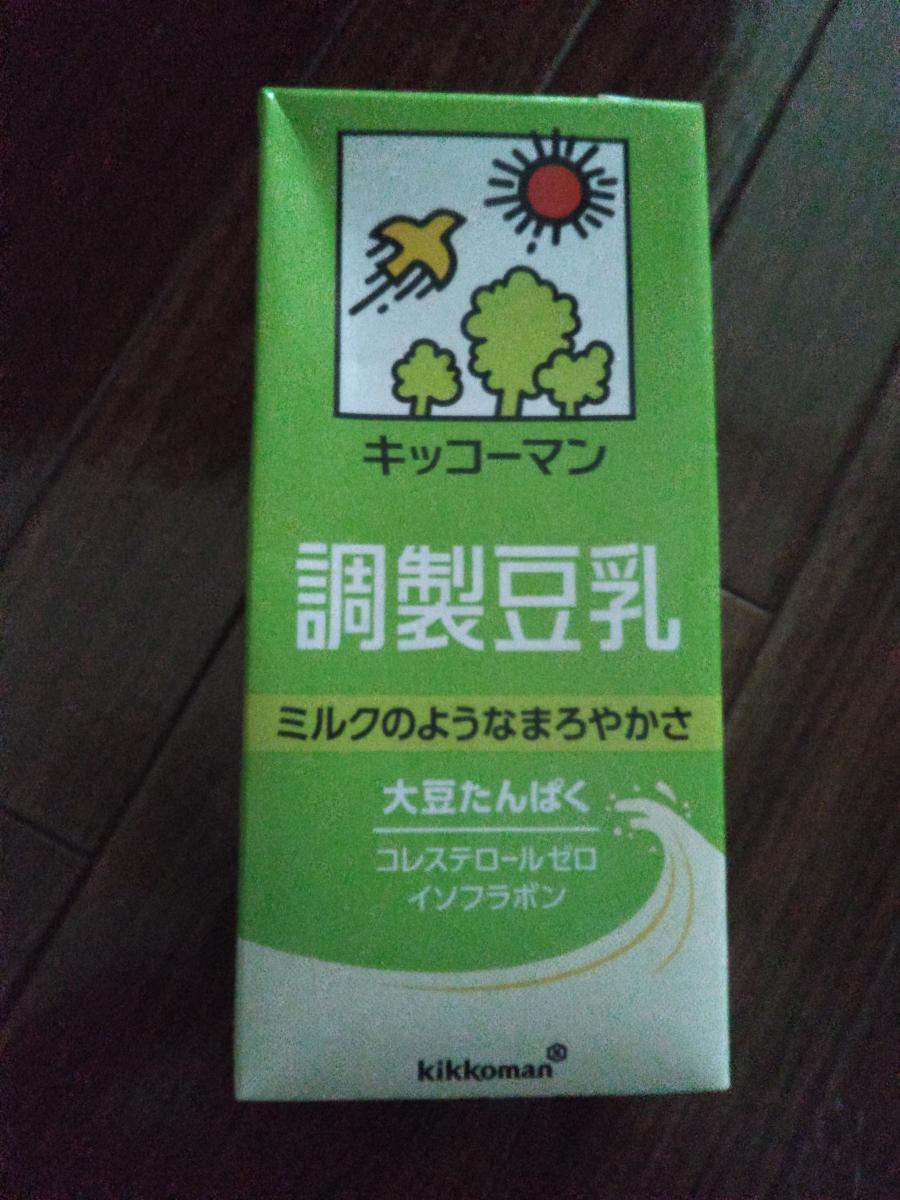 キッコーマン
調製豆乳
ミルクのようなまろやかさ
大豆たんぱく
コレステロール ゼロ
イソフラボン
kikkoman®